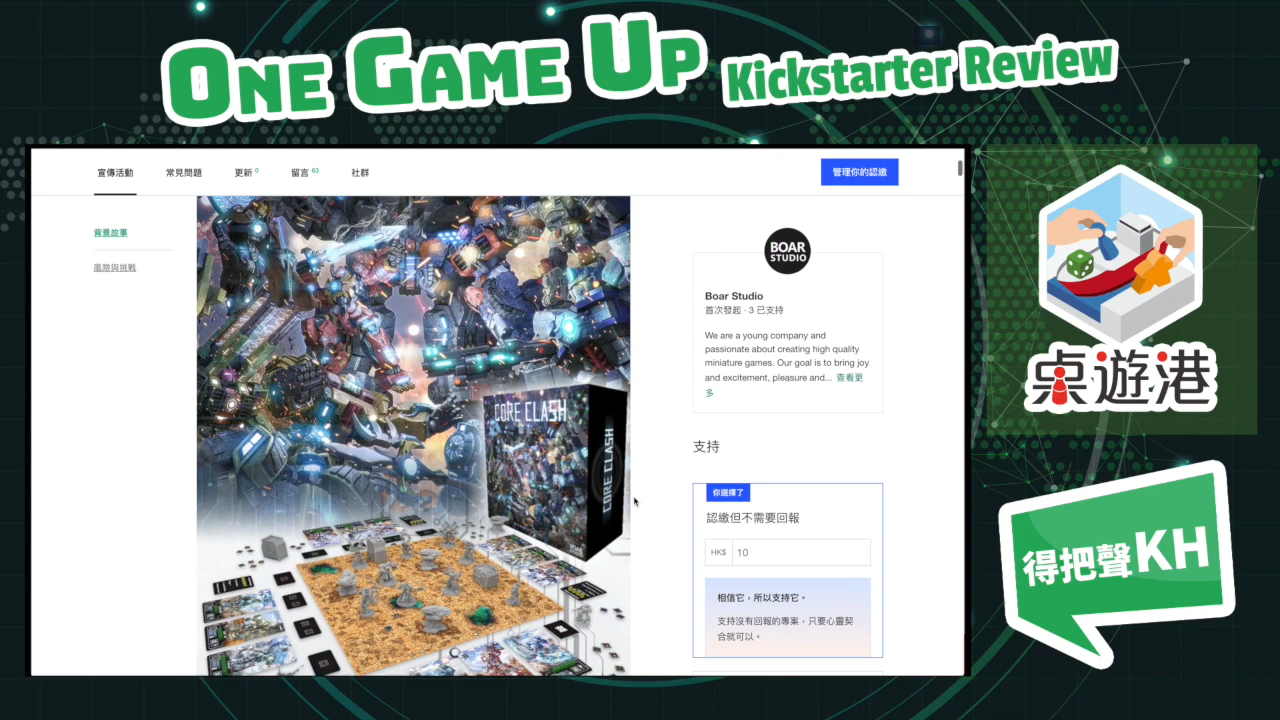 ONE GAME UP Kickstarter Review
宣傳活動 常見問題 更新 0 留言 63 社群
管理你的認繳
背景故事
風險與挑戰
BOAR
STUDIO
Boar Studio
首次發起 · 3 已支持
We are a young company and
passionate about creating high quality
miniature games. Our goal is to bring joy
and excitement, pleasure and... 查看更
多
支持
你選擇了
認繳但不需要回報
HK$ 10
相信它，所以支持它。
支持沒有回報的專案，只要心靈契
合就可以。
CORE CLASH
CORE CLASH
桌遊港
得把聲KH